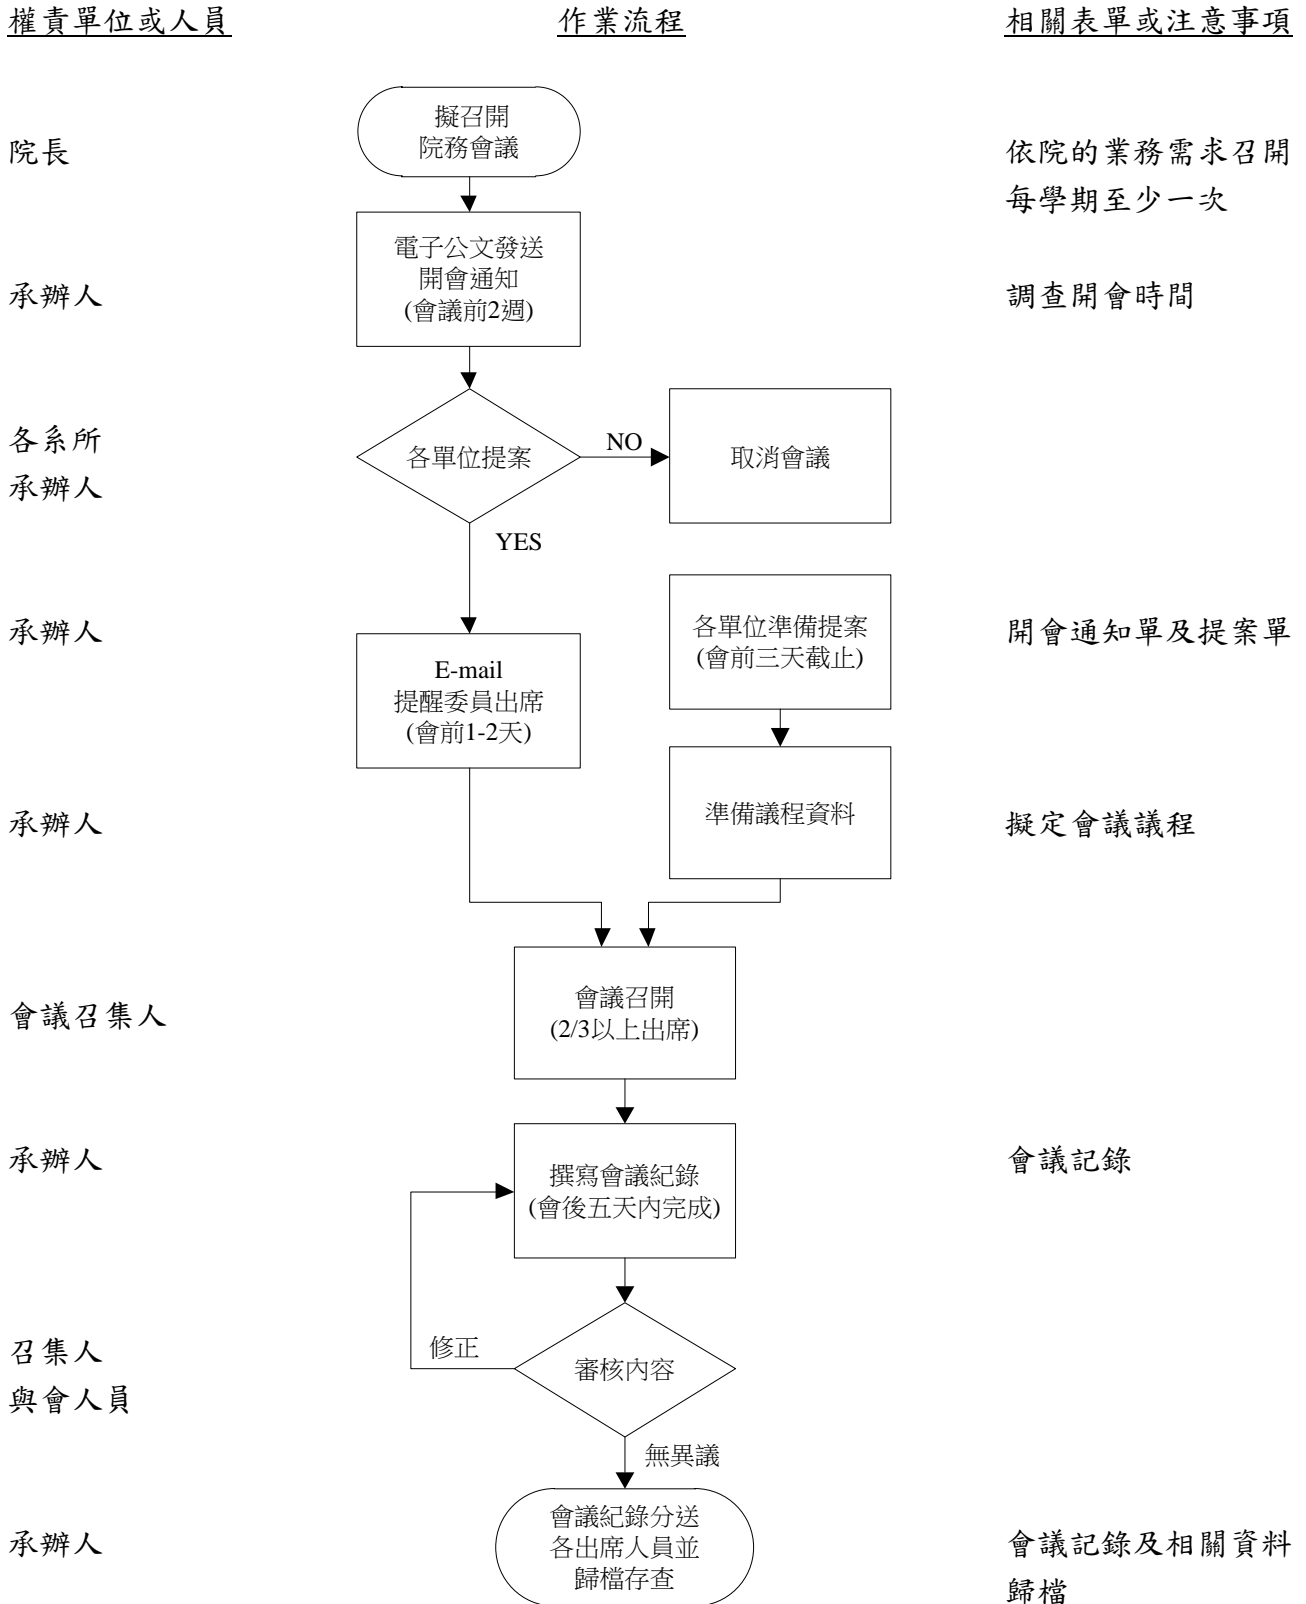 權責單位或人員
作業流程
相關表單或注意事項
擬召開
院務會議
院長
依院的業務需求召開
每學期至少一次
電子公文發送
開會通知
(會議前2週)
承辦人
調查開會時間
各系所
承辦人
各單位提案
NO
取消會議
YES
承辦人
E-mail
提醒委員出席
(會前1-2天)
各單位準備提案
(會前三天截止)
開會通知單及提案單
承辦人
準備議程資料
擬定會議議程
會議召集人
會議召開
(2/3以上出席)
承辦人
撰寫會議紀錄
(會後五天內完成)
會議記錄
召集人
與會人員
修正
審核內容
無異議
承辦人
會議紀錄分送
各出席人員並
歸檔存查
會議記錄及相關資料
歸檔